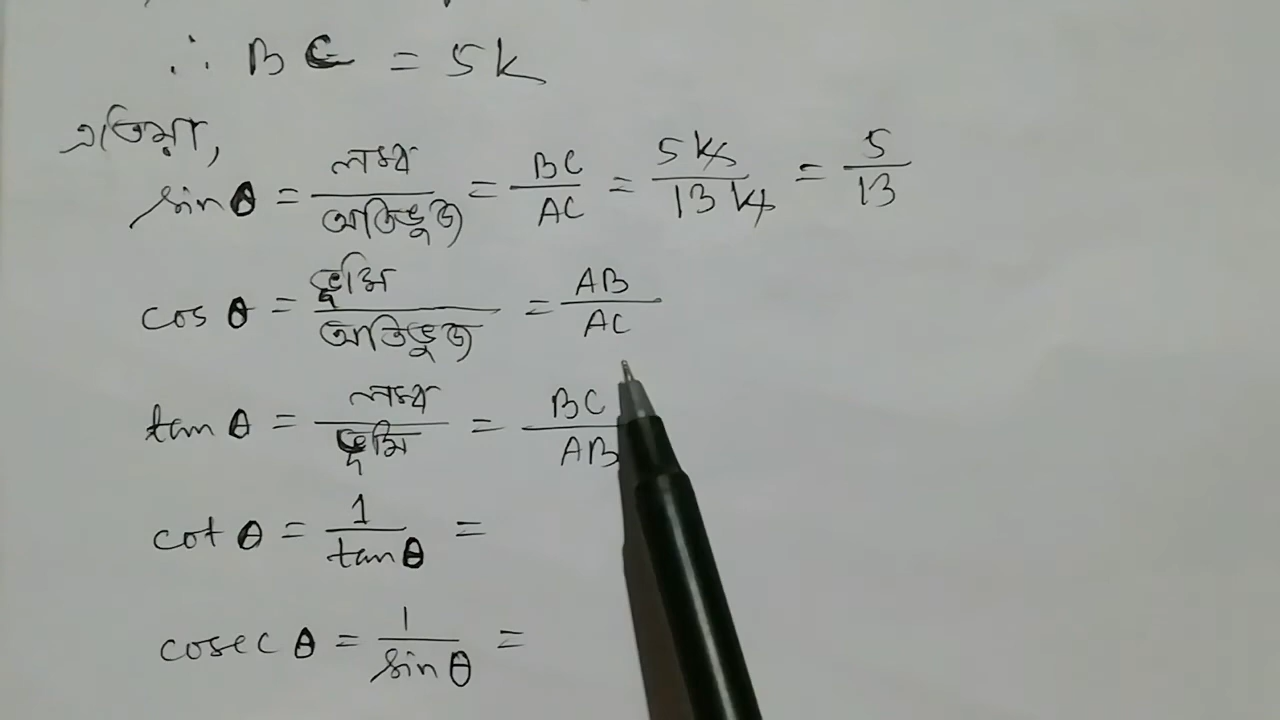 ∴ BC = 5k
এতিয়া,
sinθ = লম্ব/অতিভূজ = BC/AC = 5k/13k = 5/13
cosθ = ভূমি/অতিভূজ = AB/AC
tanθ = লম্ব/ভূমি = BC/AB
cotθ = 1/tanθ =
cosecθ = 1/sinθ =